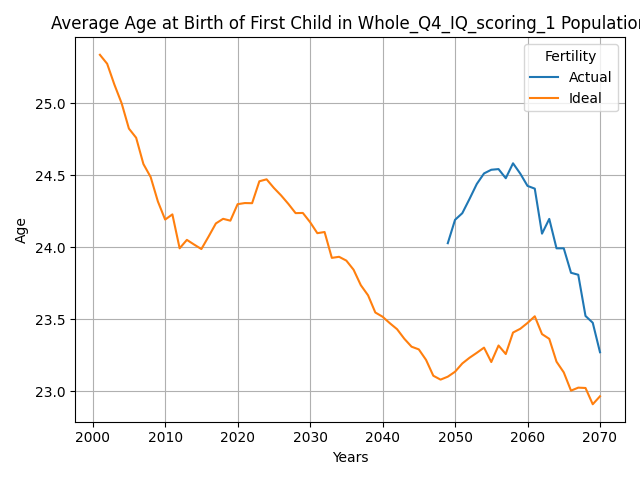 Average Age at Birth of First Child in Whole_Q4_IQ_scoring_1 Population
Fertility
Actual
Ideal
25.0
24.5
24.0
23.5
23.0
Age
2000 2010 2020 2030 2040 2050 2060 2070
Years